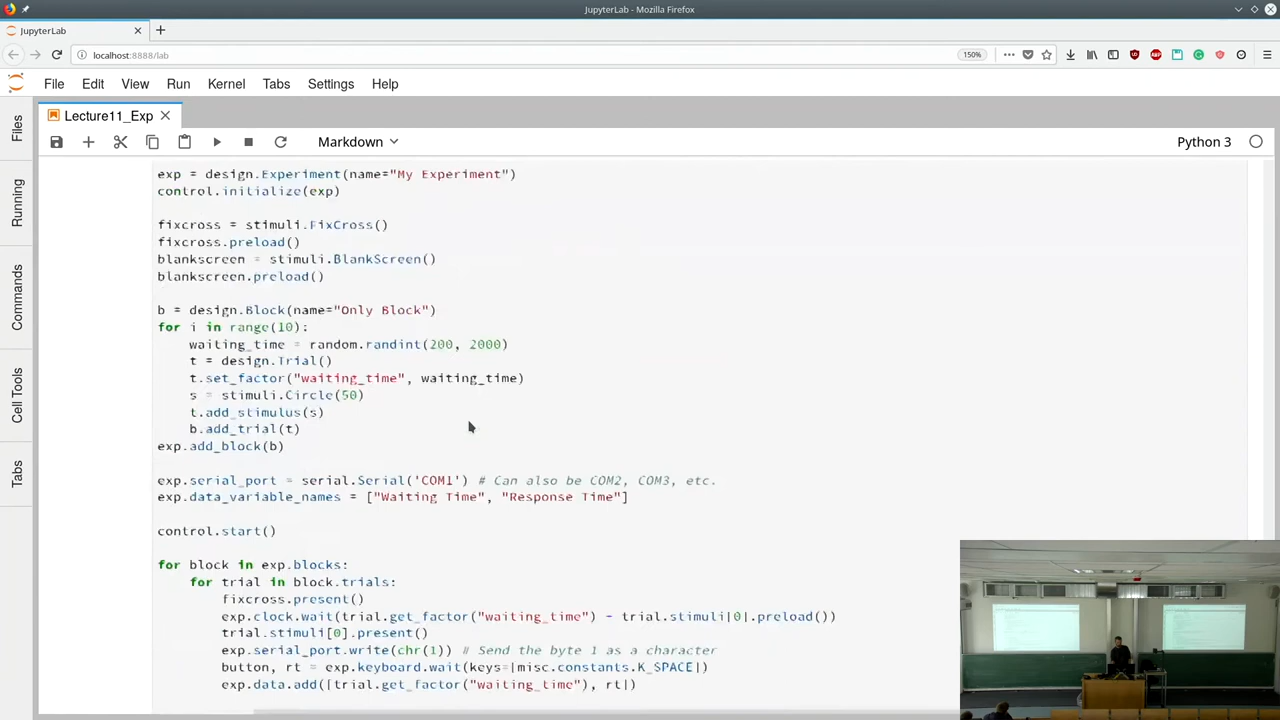 JupyterLab - Mozilla Firefox
JupyterLab
localhost:8888/lab
150%
File Edit View Run Kernel Tabs Settings Help
Lecture11_Exp
Markdown
Python 3
Files
Running
Commands
Cell Tools
Tabs
exp = design.Experiment(name="My Experiment")
control.initialize(exp)
fixcross = stimuli.FixCross()
fixcross.preload()
blankscreen = stimuli.BlankScreen()
blankscreen.preload()
b = design.Block(name="Only Block")
for i in range(10):
    waiting_time = random.randint(200, 2000)
    t = design.Trial()
    t.set_factor("waiting_time", waiting_time)
    s = stimuli.Circle(50)
    t.add_stimulus(s)
    b.add_trial(t)
exp.add_block(b)
exp.serial_port = serial.Serial('COM1') # Can also be COM2, COM3, etc.
exp.data_variable_names = ["Waiting Time", "Response Time"]
control.start()
for block in exp.blocks:
    for trial in block.trials:
        fixcross.present()
        exp.clock.wait(trial.get_factor("waiting_time") - trial.stimuli[0].preload())
        trial.stimuli[0].present()
        exp.serial_port.write(chr(1)) # Send the byte 1 as a character
        button, rt = exp.keyboard.wait(keys=[misc.constants.K_SPACE])
        exp.data.add([trial.get_factor("waiting_time"), rt])